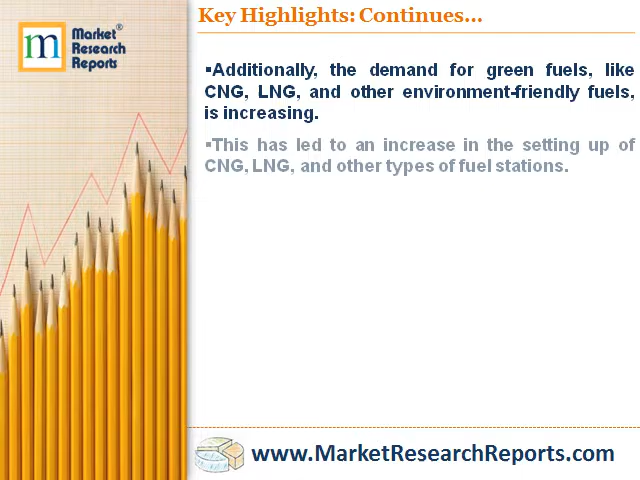 m
Market®
Research
Reports
Key Highlights: Continues...
▪Additionally, the demand for green fuels, like
CNG, LNG, and other environment-friendly fuels,
is increasing.
▪This has led to an increase in the setting up of
CNG, LNG, and other types of fuel stations.
www.MarketResearchReports.com